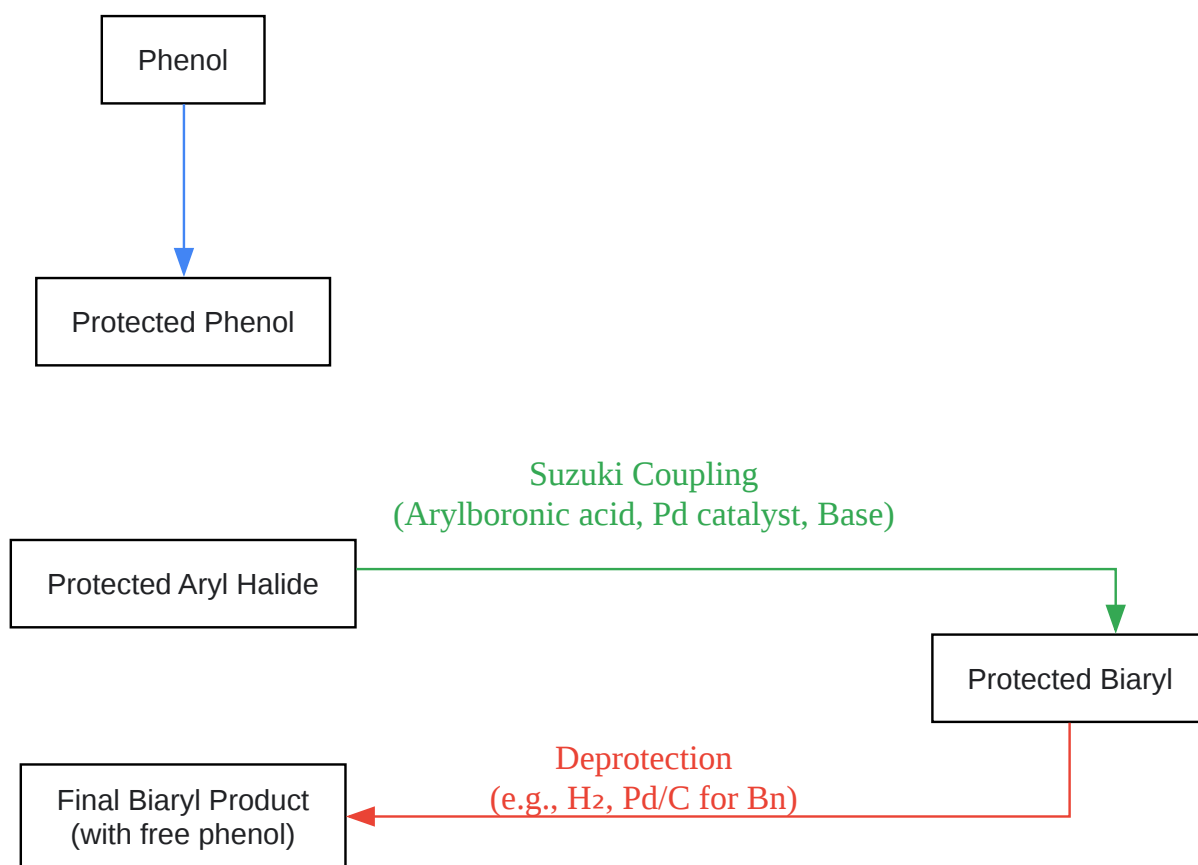 Phenol
Protected Phenol
Suzuki Coupling
(Arylboronic acid, Pd catalyst, Base)
Protected Aryl Halide
Protected Biaryl
Deprotection
(e.g., H₂, Pd/C for Bn)
Final Biaryl Product
(with free phenol)